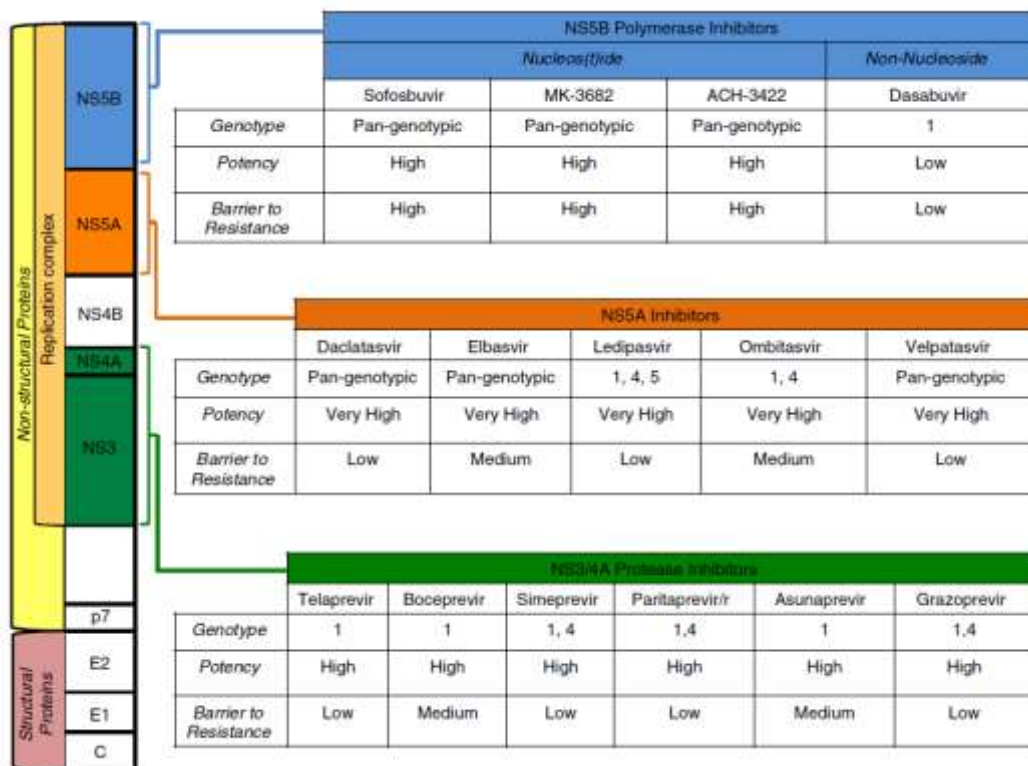 Non-structural Proteins
Replication complex
Structural Proteins
NS5B
NS5A
NS4B
NS4A
NS3
p7
E2
E1
C
NS5B Polymerase Inhibitors
Nucleos(t)ide Non-Nucleoside
Sofosbuvir MK-3682 ACH-3422 Dasabuvir
Genotype Pan-genotypic Pan-genotypic Pan-genotypic 1
Potency High High High Low
Barrier to Resistance High High High Low
NS5A Inhibitors
Daclatasvir Elbasvir Ledipasvir Ombitasvir Velpatasvir
Genotype Pan-genotypic Pan-genotypic 1, 4, 5 1, 4 Pan-genotypic
Potency Very High Very High Very High Very High Very High
Barrier to Resistance Low Medium Low Medium Low
NS3/4A Protease Inhibitors
Telaprevir Boceprevir Simeprevir Paritaprevir/r Asunaprevir Grazoprevir
Genotype 1 1 1, 4 1,4 1 1,4
Potency High High High High High High
Barrier to Resistance Low Medium Low Low Medium Low